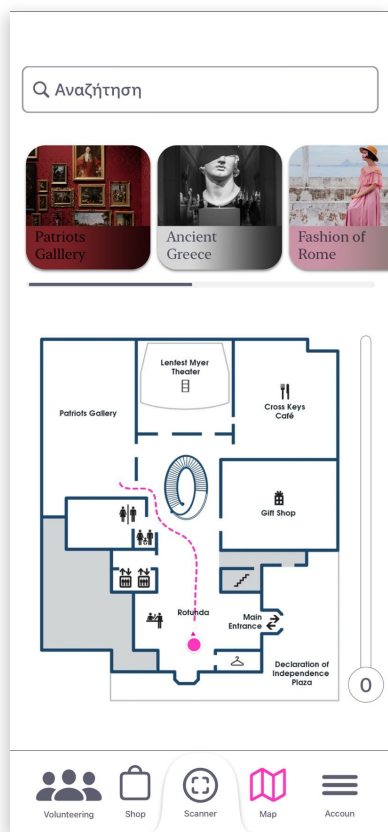 Αναζήτηση
Patriots
Galllery
Ancient
Greece
Fashion of
Rome
Lenfest Myer
Theater
Patriots Gallery
Cross Keys
Café
Gift Shop
Rotunda
Main
Entrance
Declaration of
Independence
Plaza
0
Volunteering
Shop
Scanner
Map
Accoun